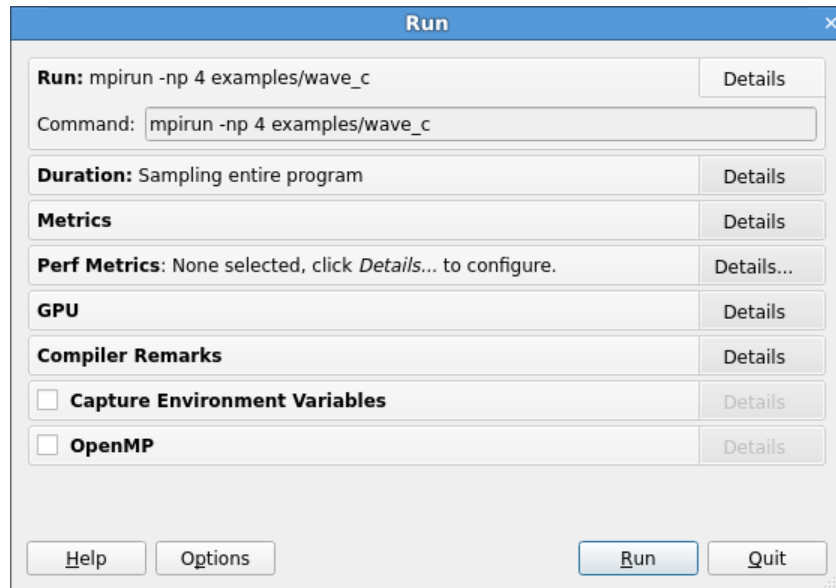 Run
Run: mpirun -np 4 examples/wave_c Details
Command: mpirun -np 4 examples/wave_c
Duration: Sampling entire program Details
Metrics Details
Perf Metrics: None selected, click Details... to configure. Details...
GPU Details
Compiler Remarks Details
Capture Environment Variables Details
OpenMP Details
Help Options Run Quit